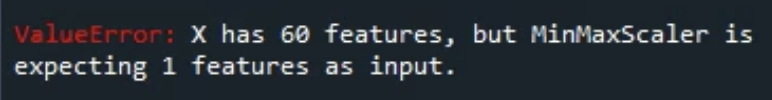 ValueError: X has 60 features, but MinMaxScaler is
expecting 1 features as input.